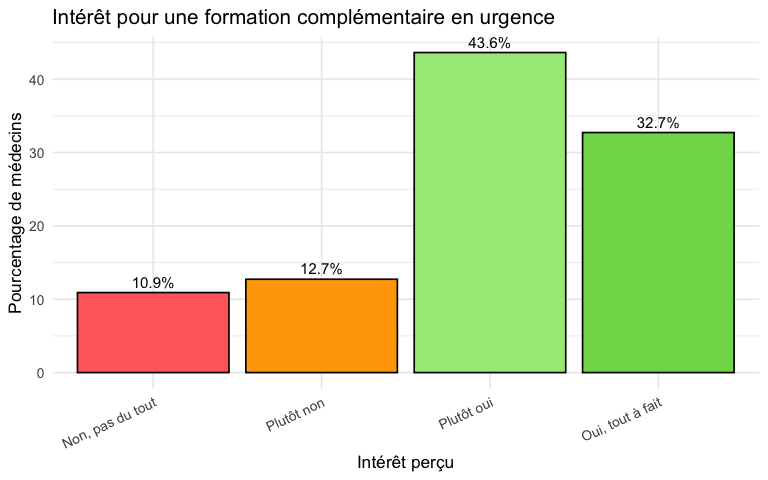 Intérêt pour une formation complémentaire en urgence
Pourcentage de médecins
40
30
20
10
0
10.9%
12.7%
43.6%
32.7%
Non, pas du tout
Plutôt non
Plutôt oui
Oui, tout à fait
Intérêt perçu